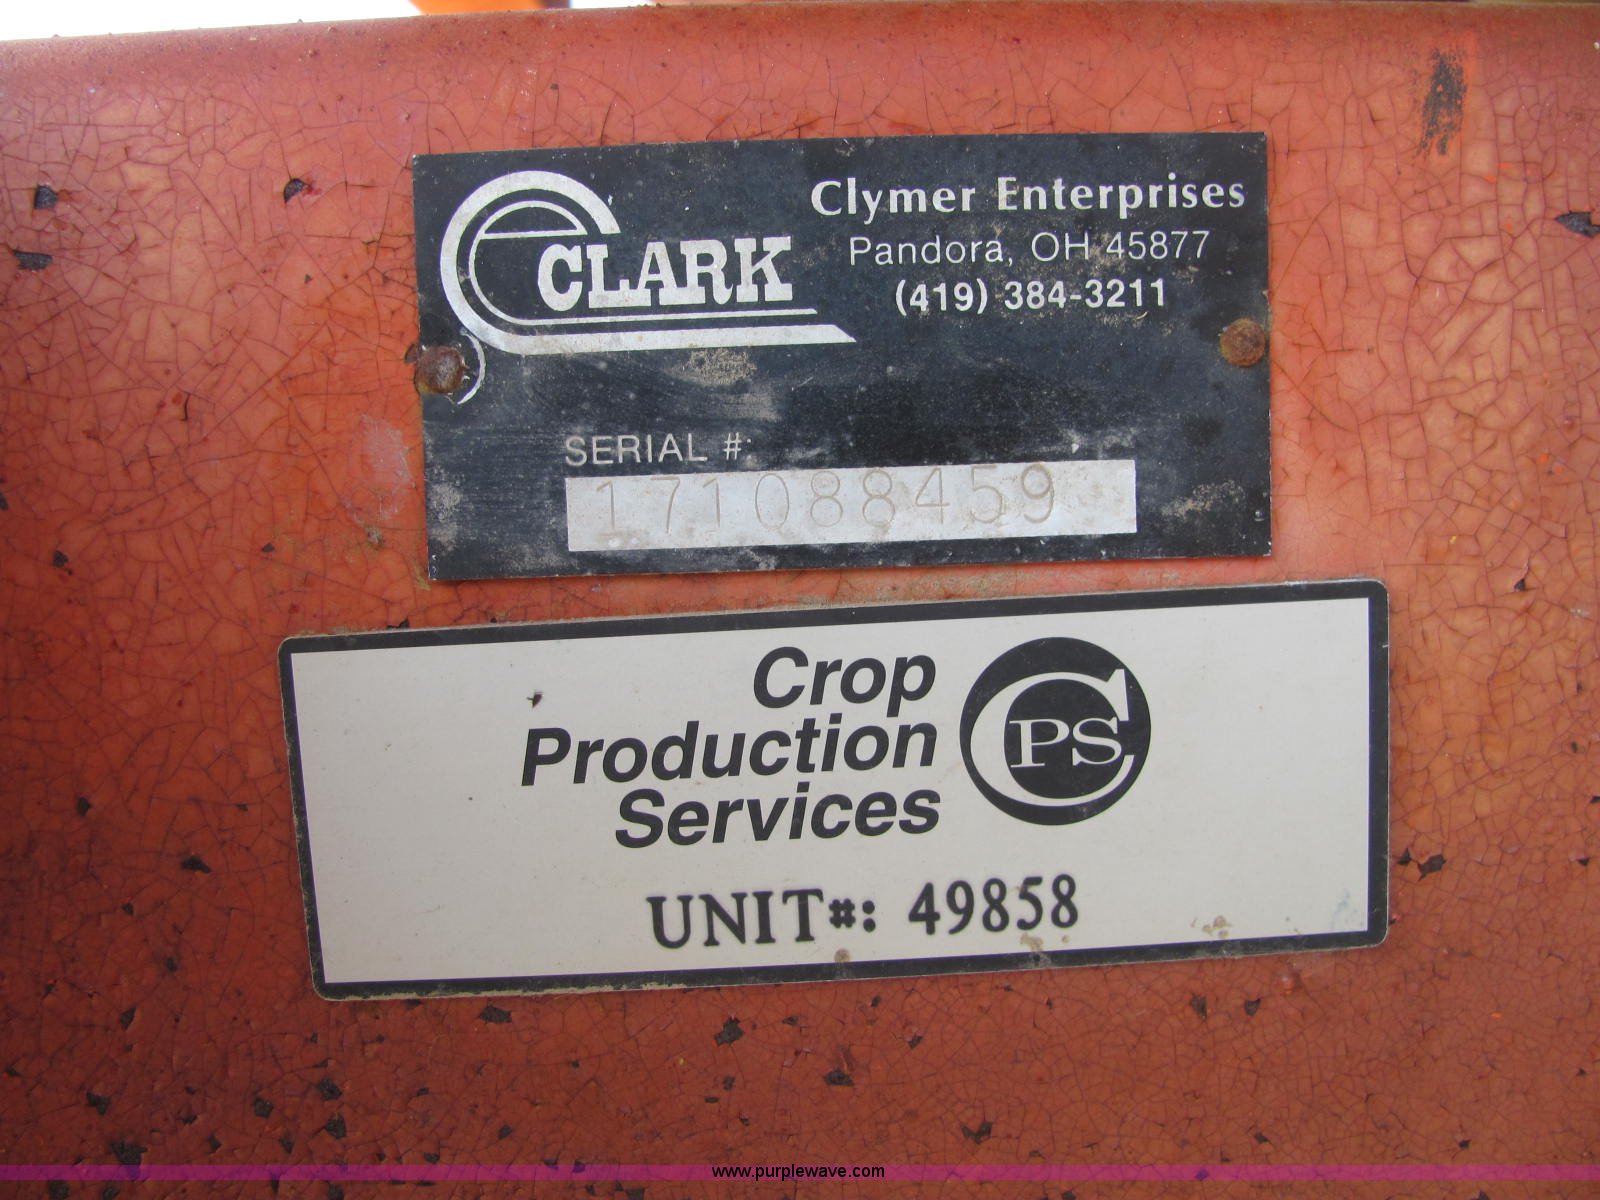 CLARK
Clymer Enterprises
Pandora, OH 45877
(419) 384-3211
SERIAL #:
171088459
Crop
Production
Services
CPS
UNIT#: 49858
www.purplewave.com